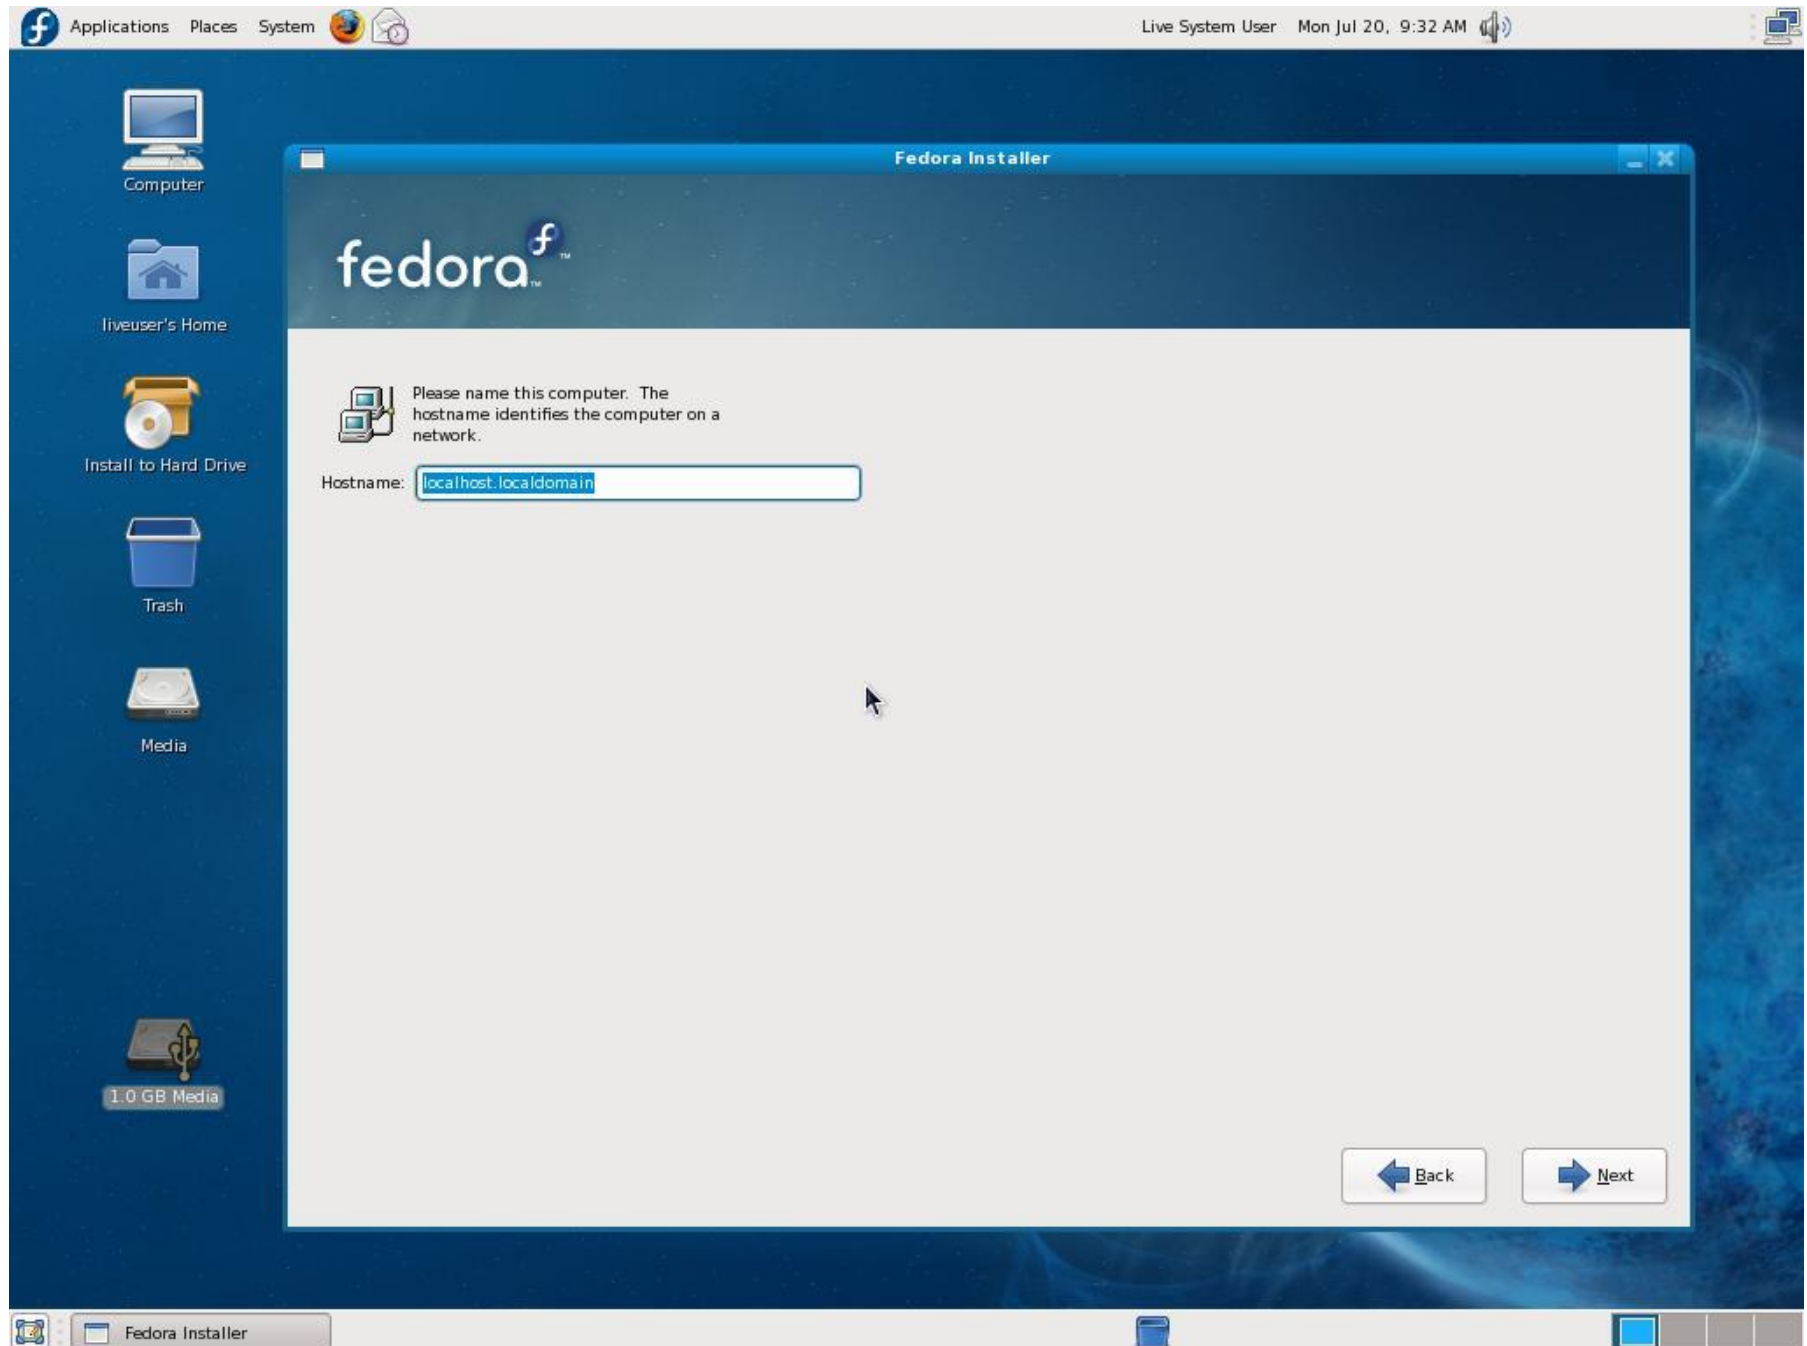 Applications Places System
Live System User Mon Jul 20, 9:32 AM
Computer
liveuser's Home
Install to Hard Drive
Trash
Media
1.0 GB Media
Fedora Installer
fedora™
Please name this computer. The
hostname identifies the computer on a
network.
Hostname: localhost.localdomain
Back Next
Fedora Installer